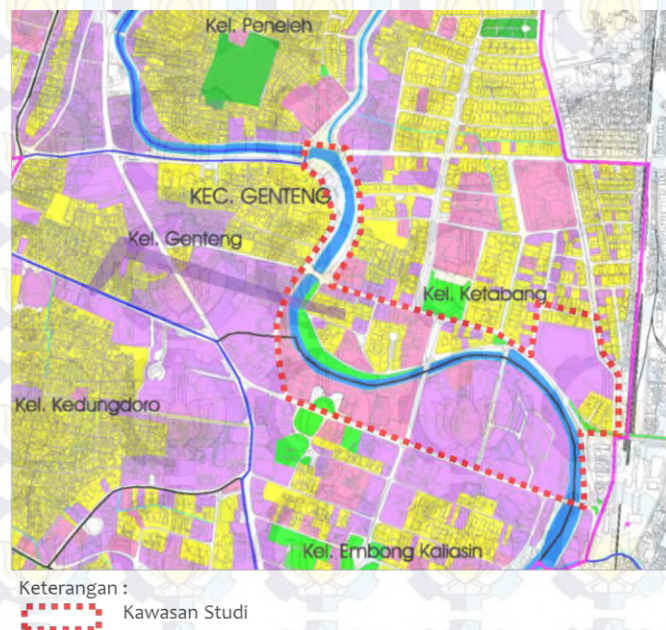 Kel. Peneleh
KEC. GENTENG
Kel. Genteng
Kel. Ketabang
Kel. Kedungdoro
Kel. Embong Kaliasin
Keterangan :
Kawasan Studi